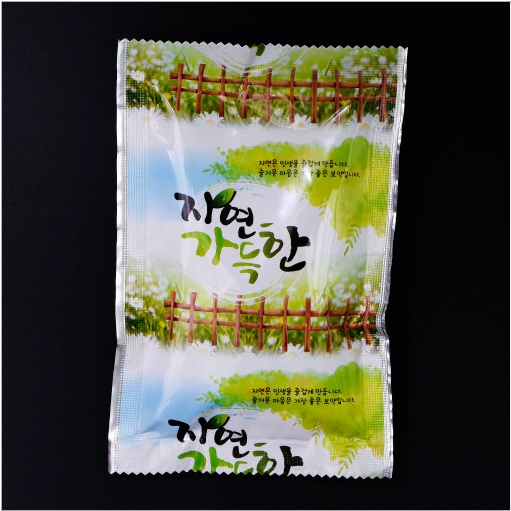 자연은 인생을 즐겁게 만듭니다.
즐거운 마음은 가장 좋은 보약입니다.
자연
가득한
자연은 인생을 즐겁게 만듭니다.
즐거운 마음은 가장 좋은 보약입니다.
자연
가득한